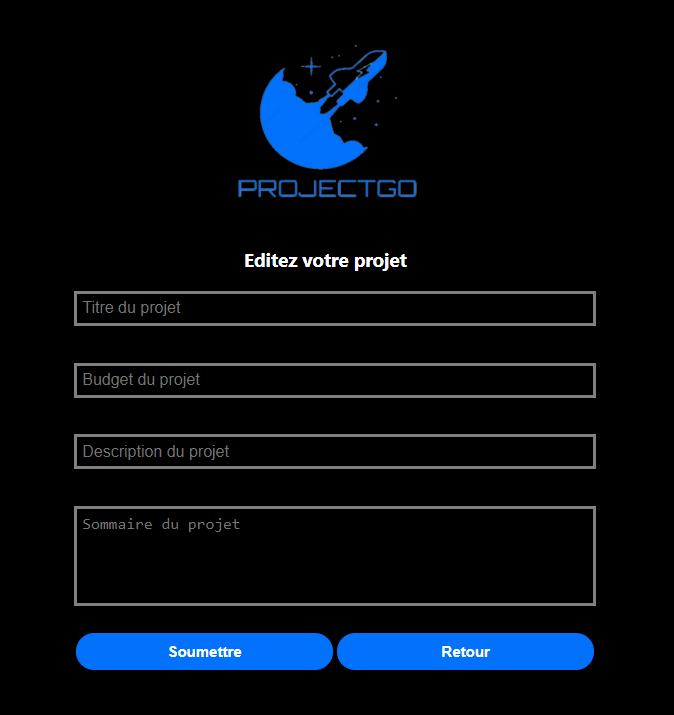 PROJECTGO
Editez votre projet
Titre du projet
Budget du projet
Description du projet
Sommaire du projet
Soumettre
Retour